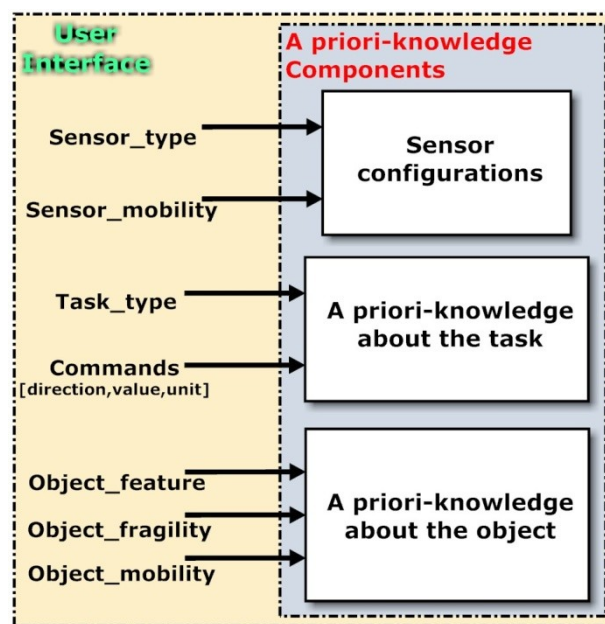 User
Interface
A priori-knowledge
Components
Sensor_type
Sensor_mobility
Sensor
configurations
Task_type
Commands
[direction,value,unit]
A priori-knowledge
about the task
Object_feature
Object_fragility
Object_mobility
A priori-knowledge
about the object